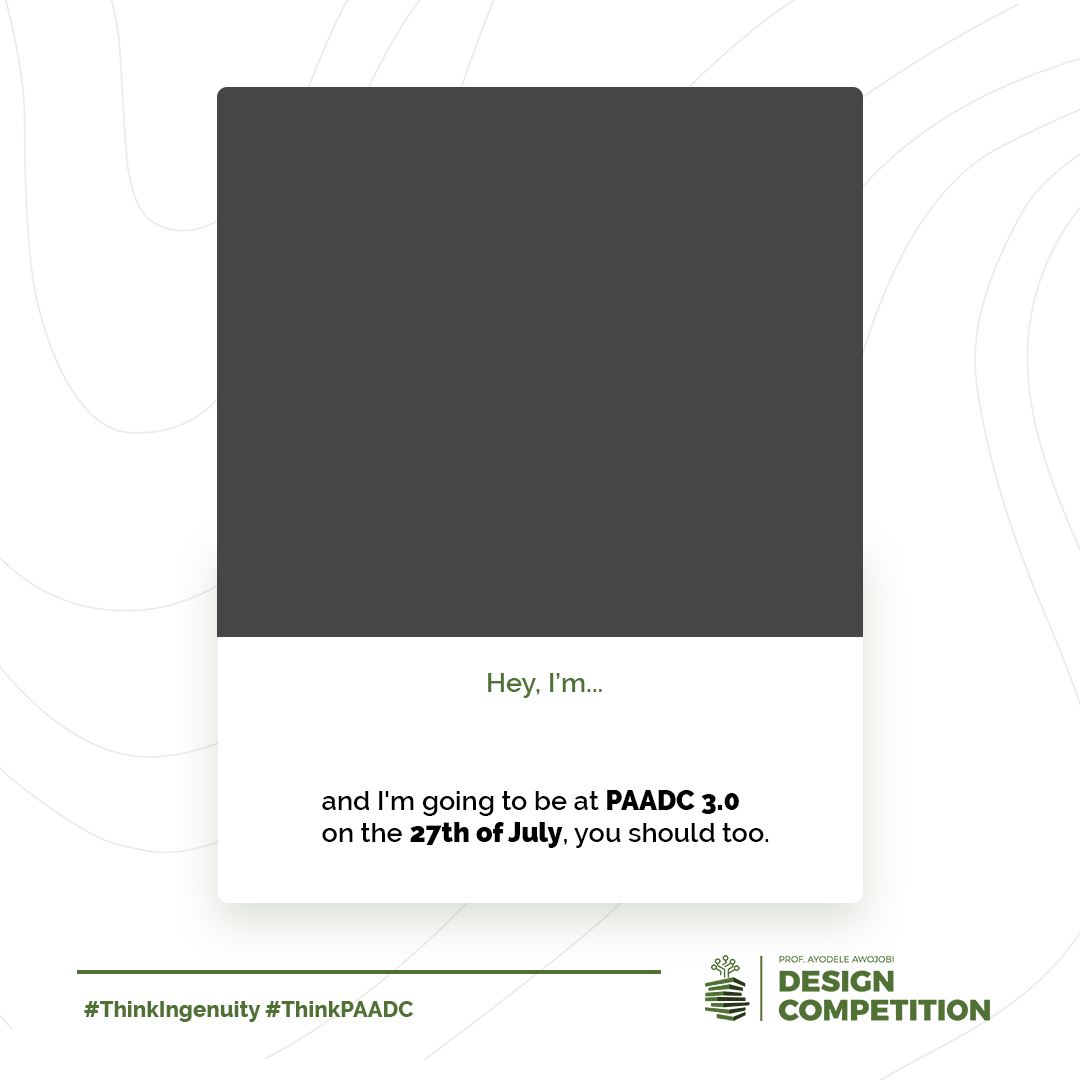 Hey, I’m...
and I'm going to be at PAADC 3.0
on the 27th of July, you should too.
#ThinkIngenuity #ThinkPAADC
PROF. AYODELE AWOJOBI
DESIGN
COMPETITION